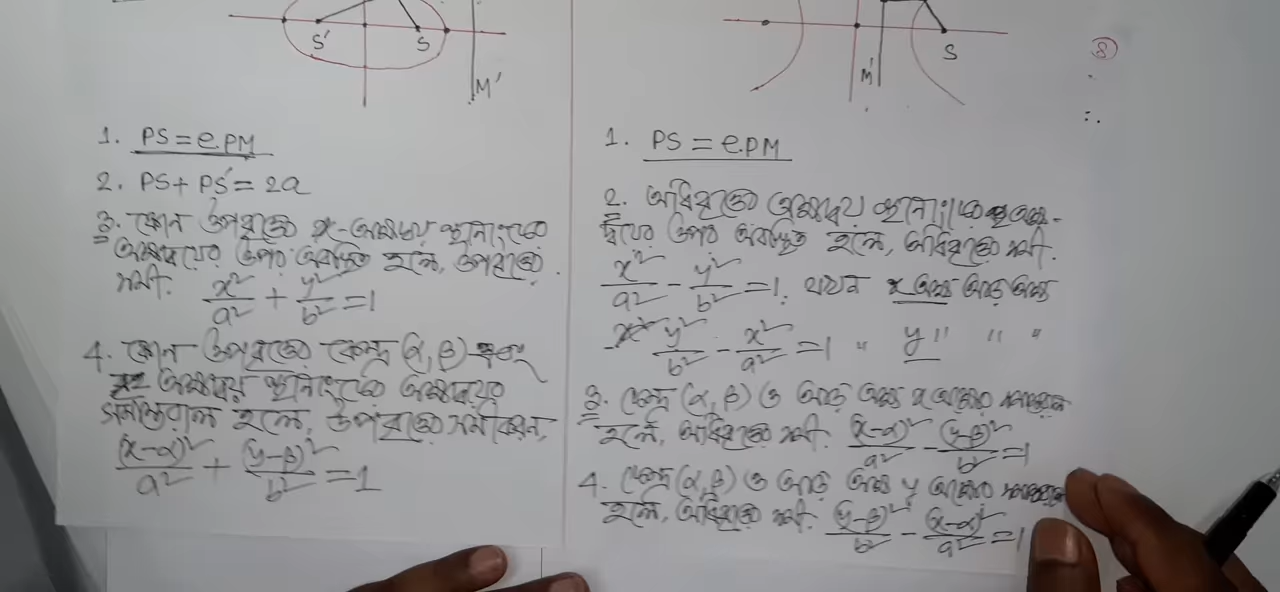 S' S
M'
1. PS = e.PM
2. PS + PS' = 2a
3. কোন উপবৃত্তের অক্ষদ্বয় স্থানাংকের
অক্ষদ্বয়ের উপর অবস্থিত হলে, উপবৃত্তের
সমী: x²/a² + y²/b² = 1
4. কোন উপবৃত্তের কেন্দ্র (α, β) এবং
অক্ষদ্বয় স্থানাংকের অক্ষদ্বয়ের
সমান্তরাল হলে, উপবৃত্তের সমীকরন,
(x-α)²/a² + (y-β)²/b² = 1
S
M'
1. PS = e.PM
2. অধিবৃত্তের অক্ষদ্বয় স্থানাংকের অক্ষ-
দ্বয়ের উপর অবস্থিত হলে, অধিবৃত্তের সমী:
x²/a² - y²/b² = 1. যখন x অক্ষ আড় অক্ষ
y²/b² - x²/a² = 1 " y " " "
3. কেন্দ্র (α, β) ও আড় অক্ষ x অক্ষের সমান্তরাল
হলে, অধিবৃত্তের সমী: (x-α)²/a² - (y-β)²/b² = 1
4. কেন্দ্র (α, β) ও আড় অক্ষ y অক্ষের সমান্তরাল
হলে, অধিবৃত্তের সমী: (y-β)²/b² - (x-α)²/a² = 1
∴